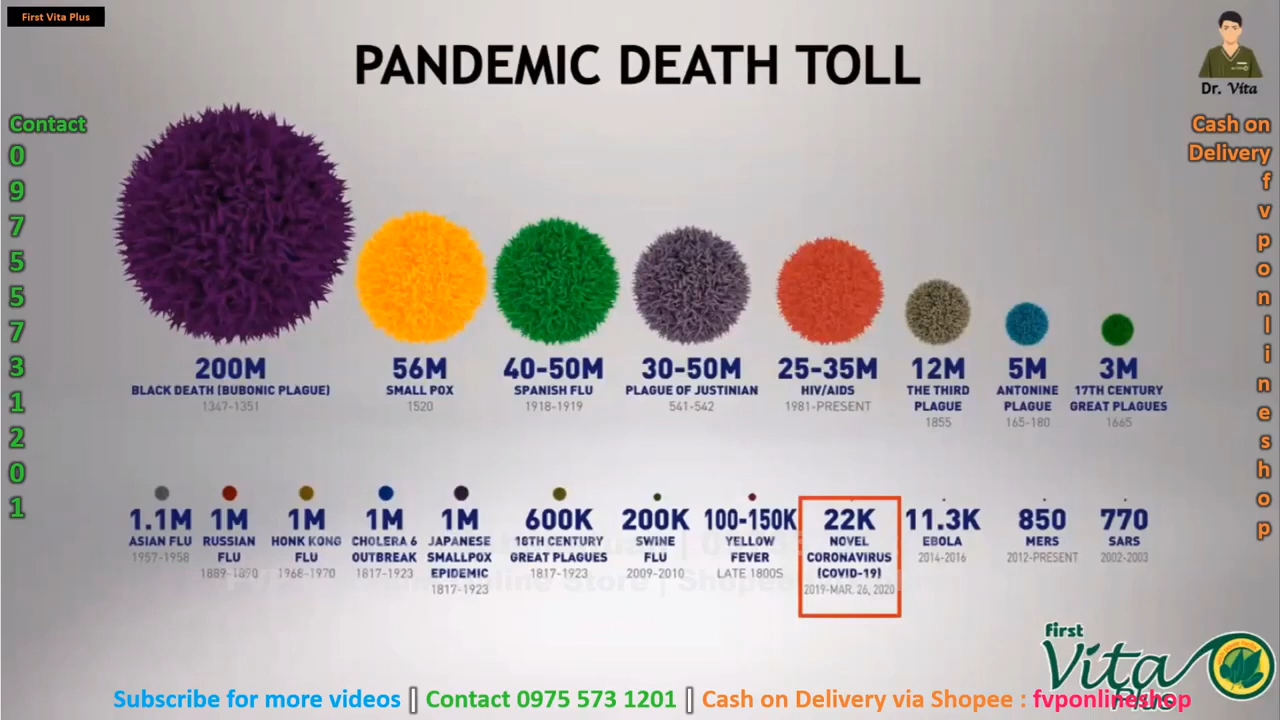 First Vita Plus
PANDEMIC DEATH TOLL
Dr. Vita
Contact
0
9
7
5
5
7
3
1
2
0
1
Cash on
Delivery
f
v
p
o
n
l
i
n
e
s
h
o
p
200M
BLACK DEATH (BUBONIC PLAGUE)
1347-1351
56M
SMALL POX
1520
40-50M
SPANISH FLU
1918-1919
30-50M
PLAGUE OF JUSTINIAN
541-542
25-35M
HIV/AIDS
1981-PRESENT
12M
THE THIRD
PLAGUE
1855
5M
ANTONINE
PLAGUE
165-180
3M
17TH CENTURY
GREAT PLAGUES
1665
1.1M
ASIAN FLU
1957-1958
1M
RUSSIAN
FLU
1889-1890
1M
HONK KONG
FLU
1968-1970
1M
CHOLERA 6
OUTBREAK
1817-1923
1M
JAPANESE
SMALLPOX
EPIDEMIC
1817-1923
600K
18TH CENTURY
GREAT PLAGUES
1817-1923
200K
SWINE
FLU
2009-2010
100-150K
YELLOW
FEVER
LATE 1800S
22K
NOVEL
CORONAVIRUS
(COVID-19)
2019-MAR. 26, 2020
11.3K
EBOLA
2014-2016
850
MERS
2012-PRESENT
770
SARS
2002-2003
Online Store | Shopee
first
Vita
Plus
Subscribe for more videos | Contact 0975 573 1201 | Cash on Delivery via Shopee : fvponlineshop